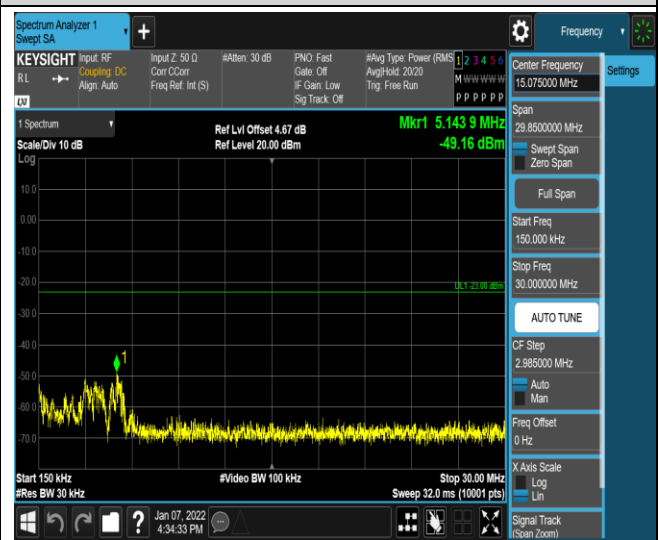 Spectrum Analyzer 1
Swept SA
+
Frequency
KEYSIGHT
RL
Input: RF
Coupling: DC
Align: Auto
Input Z: 50 Ω
Corr CCorr
Freq Ref: Int (S)
#Atten: 30 dB
PNO: Fast
Gate: Off
IF Gain: Low
Sig Track: Off
#Avg Type: Power (RMS
Avg|Hold: 20/20
Trig: Free Run
1 2 3 4 5 6
M W W W W W
P P P P P P
LXI
1 Spectrum
Scale/Div 10 dB
Ref Lvl Offset 4.67 dB
Ref Level 20.00 dBm
Mkr1 5.143 9 MHz
-49.16 dBm
Log
10.0
0.00
-10.0
-20.0
DL1 -23.00 dBm
-30.0
-40.0
1
-50.0
-60.0
-70.0
Start 150 kHz
#Video BW 100 kHz
Stop 30.00 MHz
#Res BW 30 kHz
Sweep 32.0 ms (10001 pts)
?
Jan 07, 2022
4:34:33 PM
Center Frequency
15.075000 MHz
Settings
Span
29.8500000 MHz
Swept Span
Zero Span
Full Span
Start Freq
150.000 kHz
Stop Freq
30.000000 MHz
AUTO TUNE
CF Step
2.985000 MHz
Auto
Man
Freq Offset
0 Hz
X Axis Scale
Log
Lin
Signal Track
(Span Zoom)